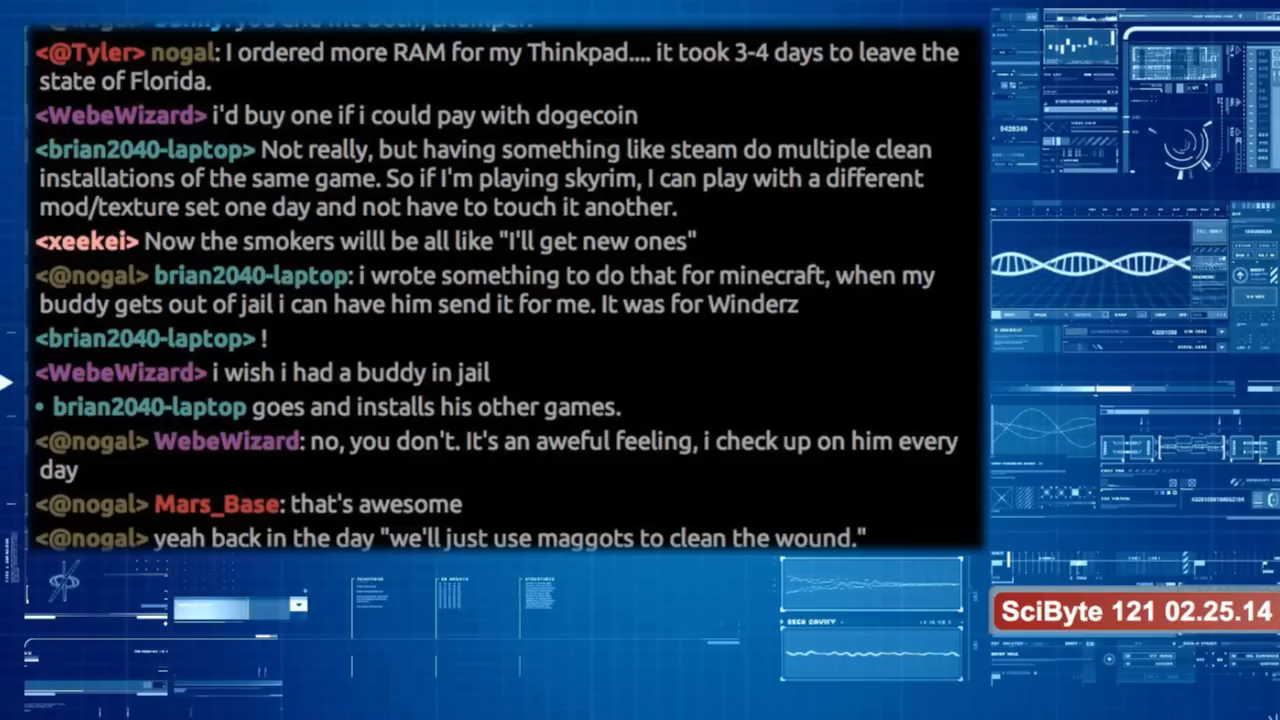 <@Tyler> nogal: I ordered more RAM for my Thinkpad.... it took 3-4 days to leave the
state of Florida.
<WebeWizard> i'd buy one if i could pay with dogecoin
<brian2040-laptop> Not really, but having something like steam do multiple clean
installations of the same game. So if I'm playing skyrim, I can play with a different
mod/texture set one day and not have to touch it another.
<xeekei> Now the smokers willl be all like "I'll get new ones"
<@nogal> brian2040-laptop: i wrote something to do that for minecraft, when my
buddy gets out of jail i can have him send it for me. It was for Winderz
<brian2040-laptop> !
<WebeWizard> i wish i had a buddy in jail
• brian2040-laptop goes and installs his other games.
<@nogal> WebeWizard: no, you don't. It's an aweful feeling, i check up on him every
day
<@nogal> Mars_Base: that's awesome
<@nogal> yeah back in the day "we'll just use maggots to clean the wound."
SciByte 121 02.25.14